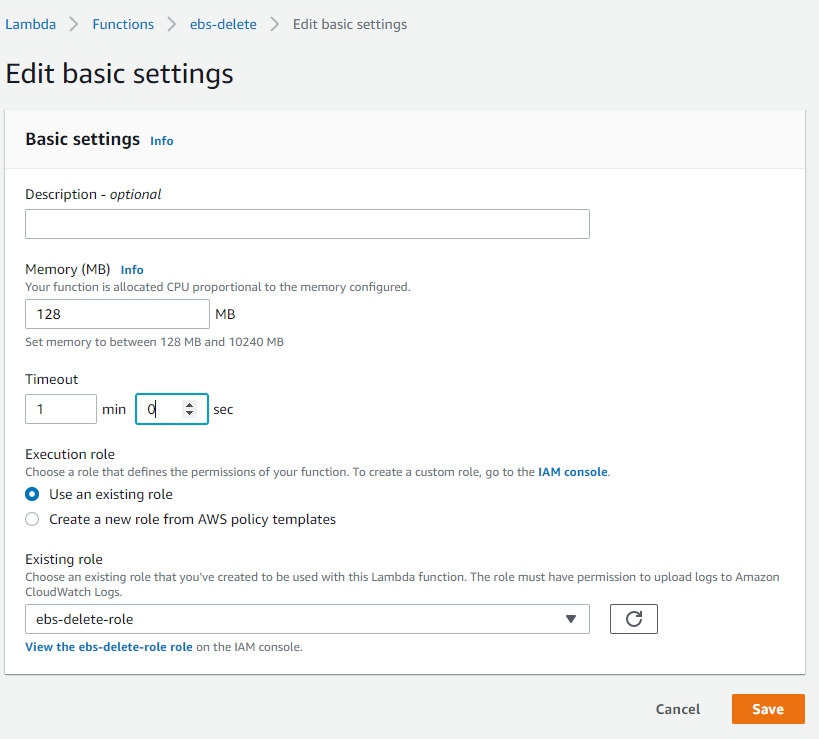 Lambda > Functions > ebs-delete > Edit basic settings
Edit basic settings
Basic settings Info
Description - optional
Memory (MB) Info
Your function is allocated CPU proportional to the memory configured.
128 MB
Set memory to between 128 MB and 10240 MB
Timeout
1 min 0 sec
Execution role
Choose a role that defines the permissions of your function. To create a custom role, go to the IAM console.
Use an existing role
Create a new role from AWS policy templates
Existing role
Choose an existing role that you've created to be used with this Lambda function. The role must have permission to upload logs to Amazon
CloudWatch Logs.
ebs-delete-role
View the ebs-delete-role role on the IAM console.
Cancel Save